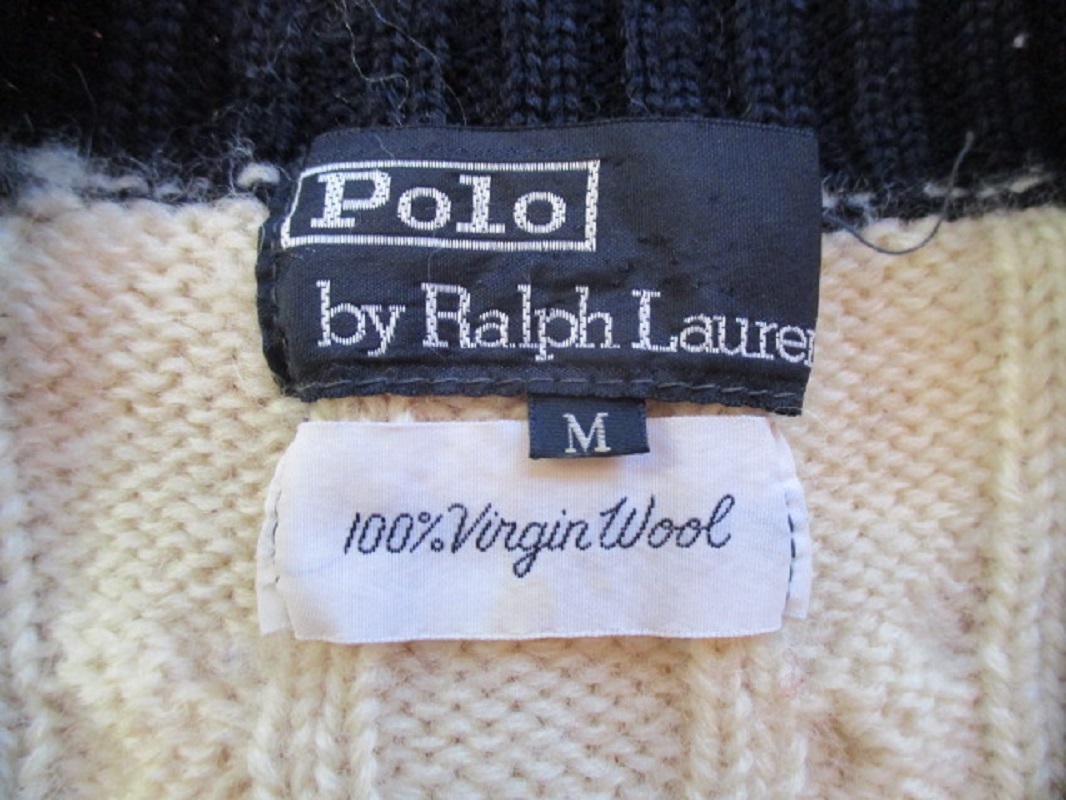 Polo
by Ralph Lauren
M
100% Virgin Wool